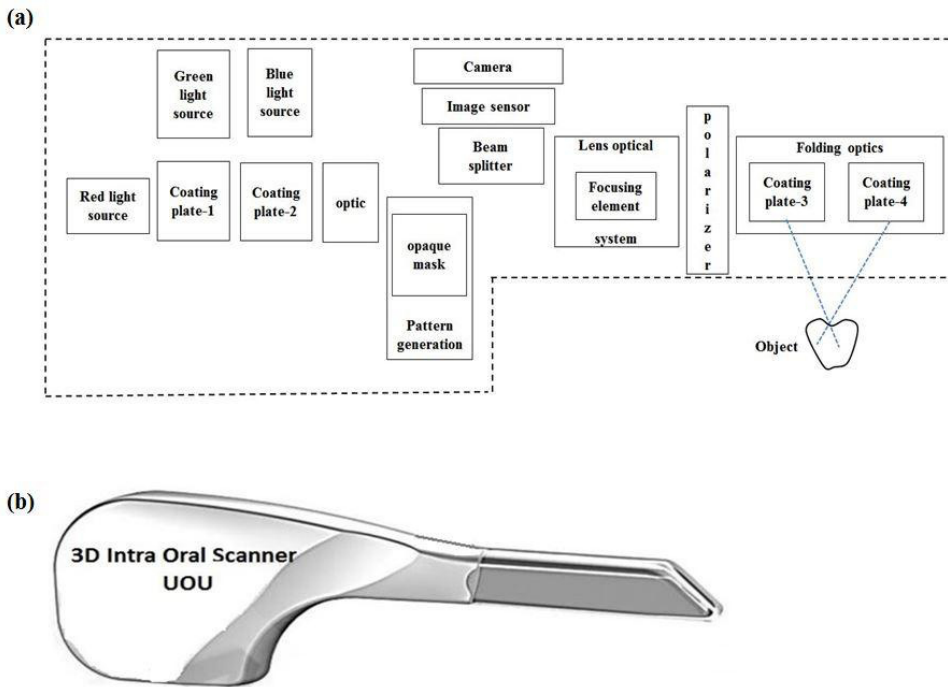 (a)
Camera
Green
light
source
Blue
light
source
Image sensor
Beam
splitter
Lens optical
Focusing
element
system
polarizer
Folding optics
Coating
plate-3
Coating
plate-4
Red light
source
Coating
plate-1
Coating
plate-2
optic
opaque
mask
Pattern
generation
Object
(b)
3D Intra Oral Scanner
UOU